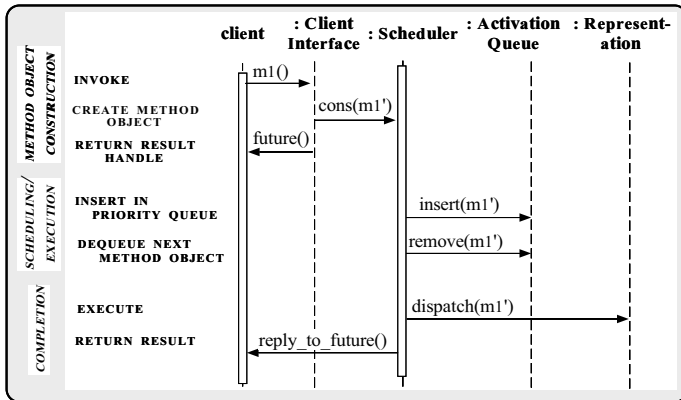 client
: Client
Interface
: Scheduler
: Activation
Queue
: Represent-
ation
METHOD OBJECT
CONSTRUCTION
INVOKE
m1()
CREATE METHOD
OBJECT
cons(m1')
RETURN RESULT
HANDLE
future()
SCHEDULING/
EXECUTION
INSERT IN
PRIORITY QUEUE
insert(m1')
DEQUEUE NEXT
METHOD OBJECT
remove(m1')
COMPLETION
EXECUTE
dispatch(m1')
RETURN RESULT
reply_to_future()